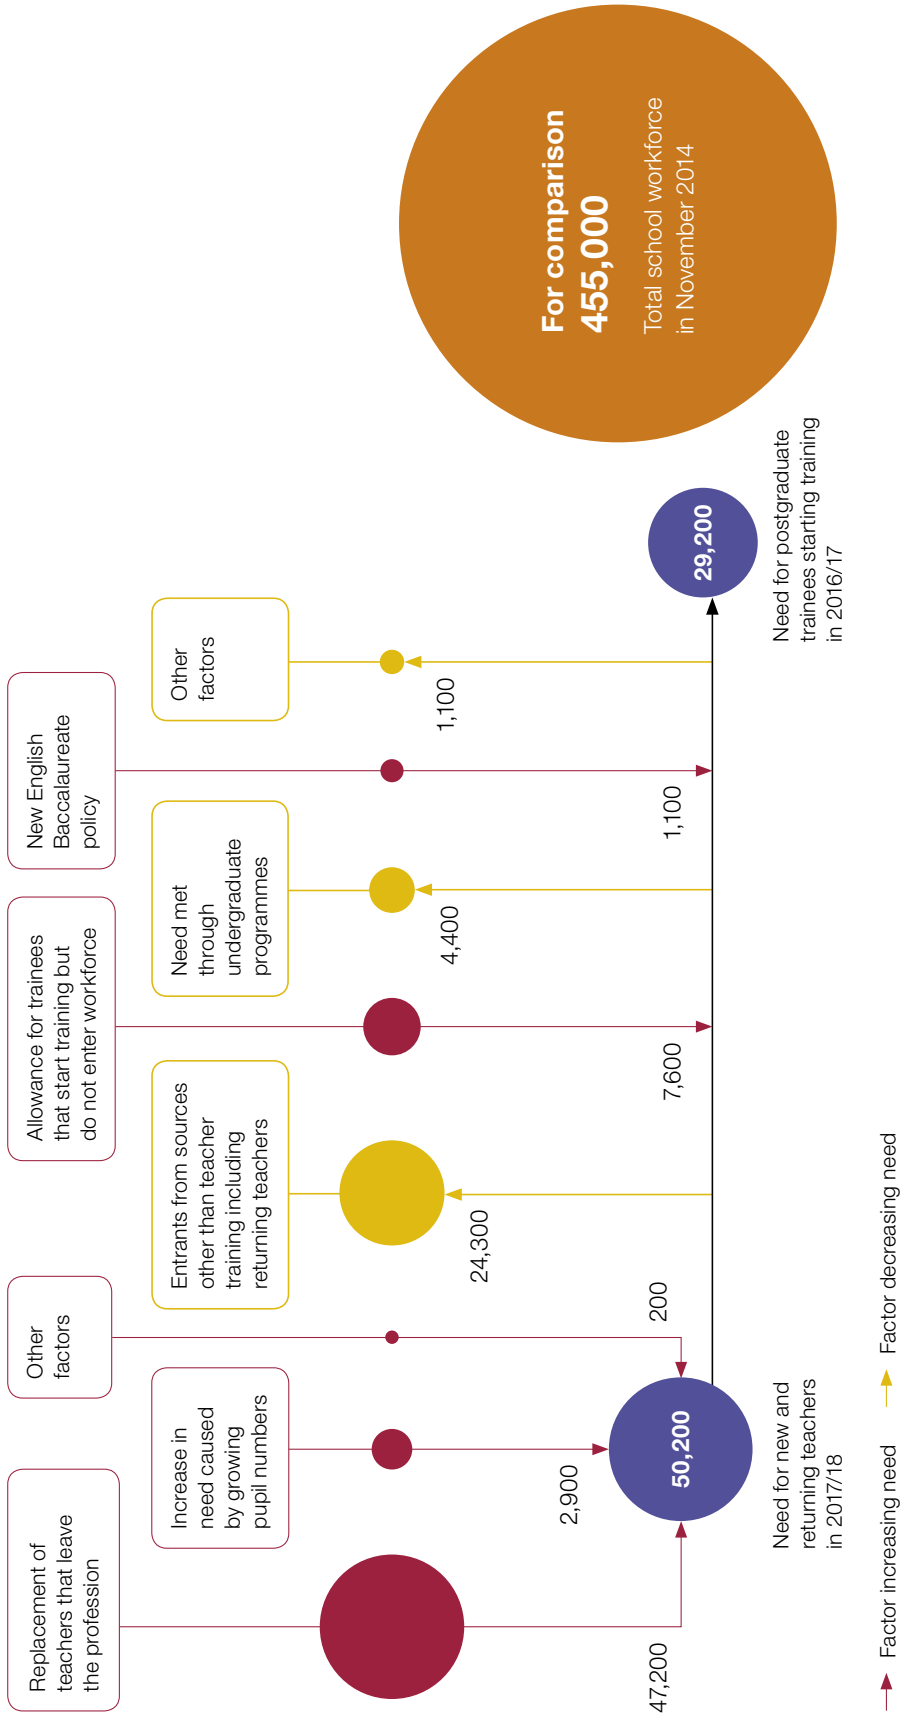 Replacement of
teachers that leave
the profession
Increase in
need caused
by growing
pupil numbers
Other
factors
Entrants from sources
other than teacher
training including
returning teachers
Allowance for trainees
that start training but
do not enter workforce
Need met
through
undergraduate
programmes
New English
Baccalaureate
policy
Other
factors
47,200
2,900
200
24,300
7,600
4,400
1,100
1,100
50,200
Need for new and
returning teachers
in 2017/18
29,200
Need for postgraduate
trainees starting training
in 2016/17
For comparison
455,000
Total school workforce
in November 2014
Factor increasing need
Factor decreasing need